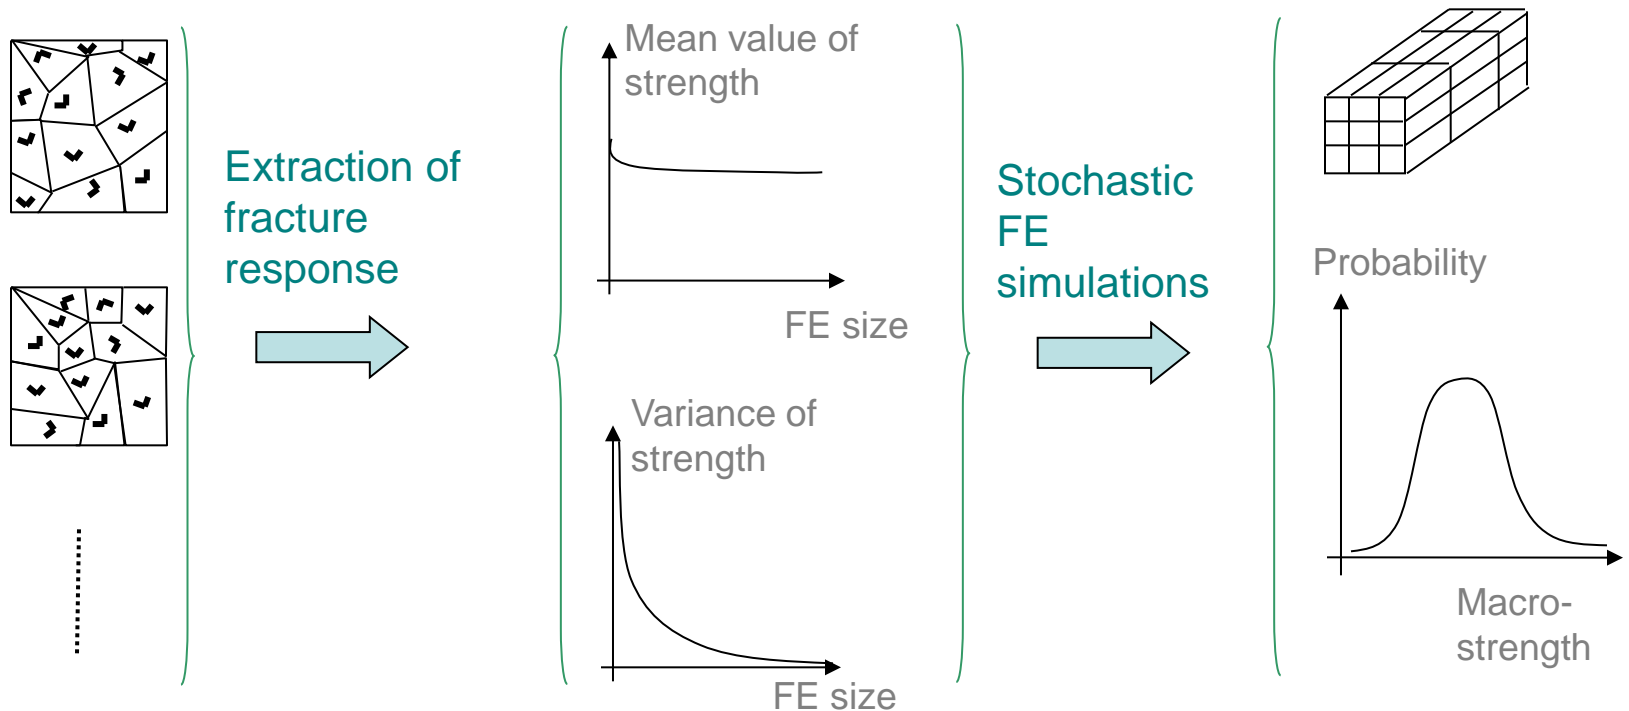 Extraction of
fracture
response
Mean value of
strength
FE size
Variance of
strength
FE size
Stochastic
FE
simulations
Probability
Macro-
strength